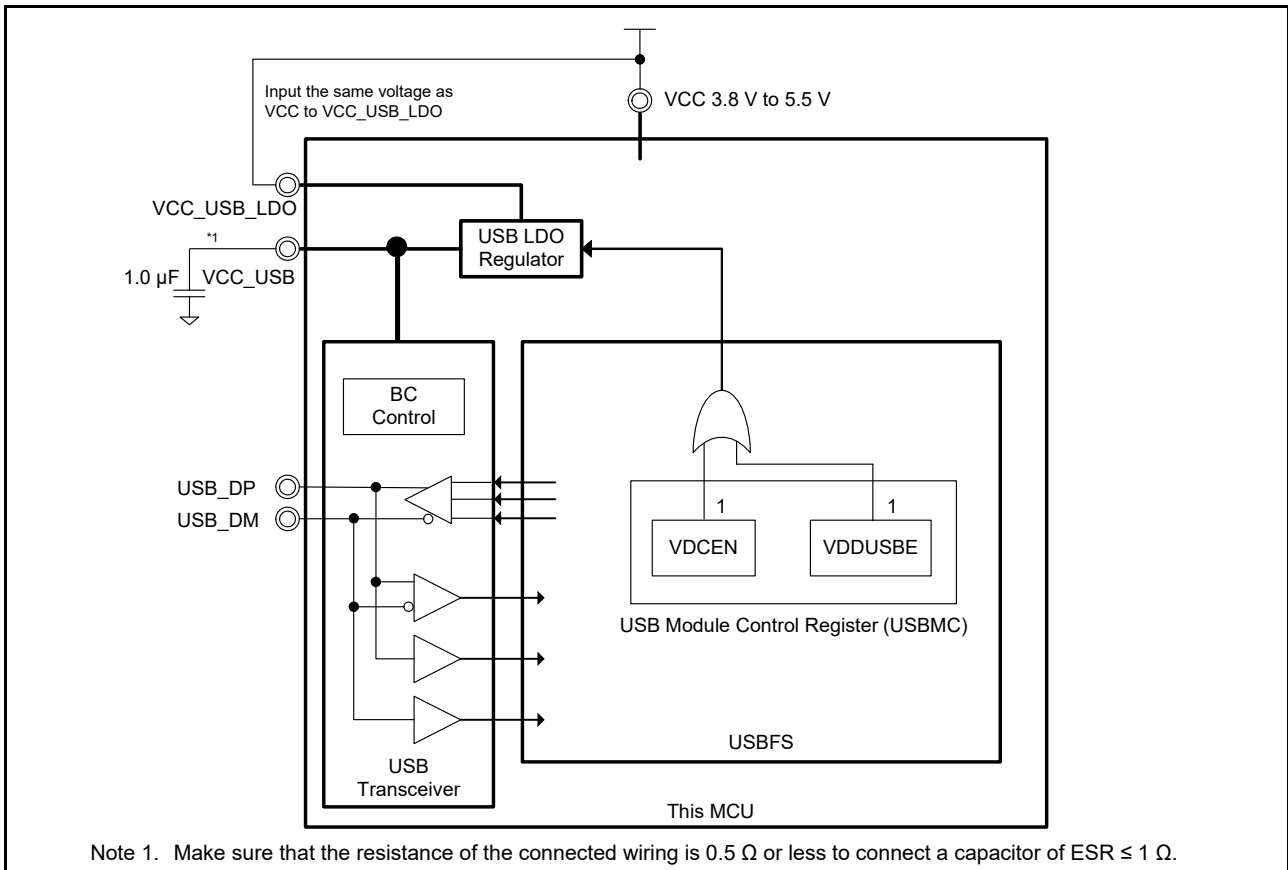 Input the same voltage as
VCC to VCC_USB_LDO
VCC 3.8 V to 5.5 V
VCC_USB_LDO
*1
1.0 µF
VCC_USB
USB LDO
Regulator
BC
Control
USB_DP
USB_DM
1
1
VDCEN
VDDUSBE
USB Module Control Register (USBMC)
USBFS
USB
Transceiver
This MCU
Note 1. Make sure that the resistance of the connected wiring is 0.5 Ω or less to connect a capacitor of ESR ≤ 1 Ω.